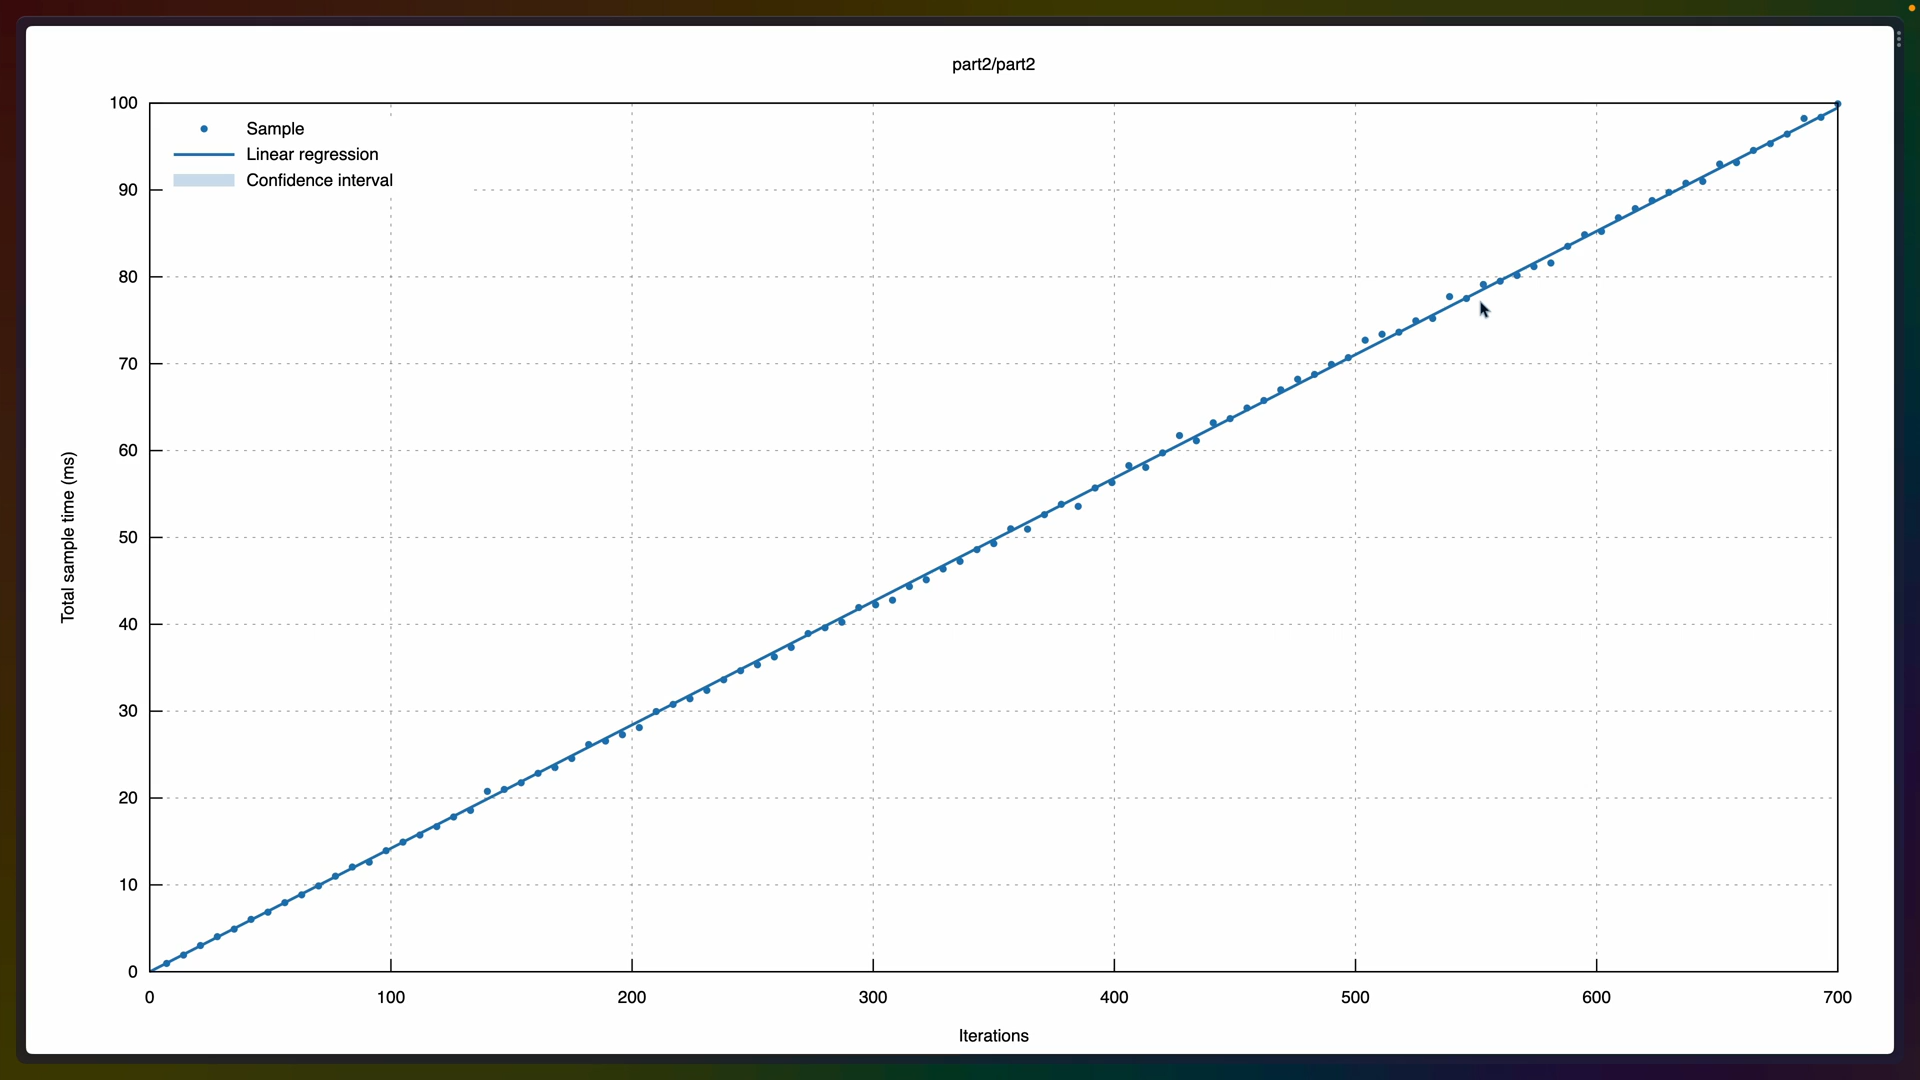 part2/part2
Sample
Linear regression
Confidence interval
100
90
80
70
60
50
40
30
20
10
0
Total sample time (ms)
0 100 200 300 400 500 600 700
Iterations